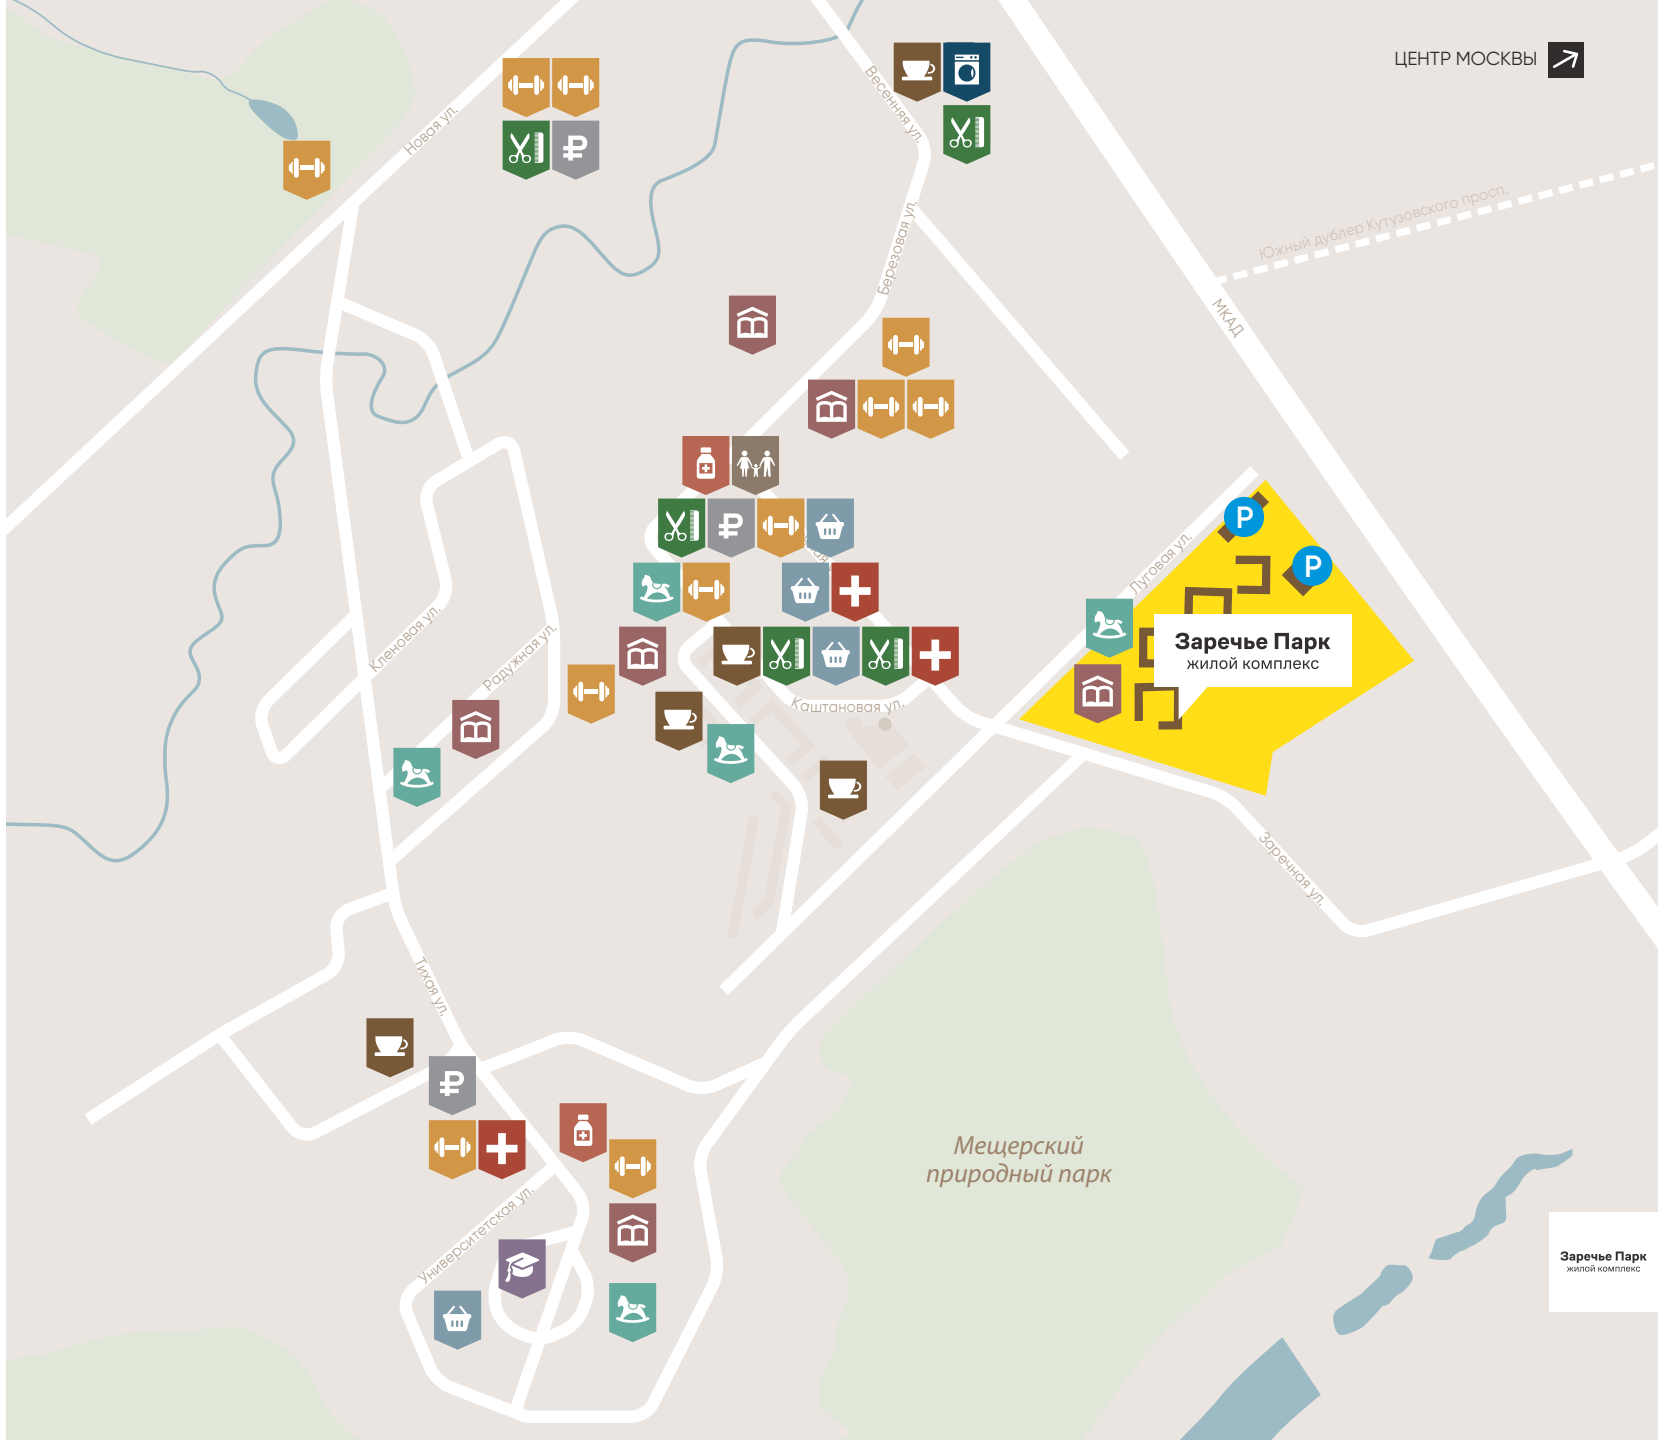 ЦЕНТР МОСКВЫ
Весенняя ул.
Новая ул.
Южный дублер Кутузовского просп.
Березовая ул.
МКАД
Луговая ул.
P
P
Кленовая ул.
Радужная ул.
Заречье Парк
жилой комплекс
Каштановая ул.
Заречная ул.
Тихая ул.
Мещерский
природный парк
Университетская ул.
Заречье Парк
жилой комплекс